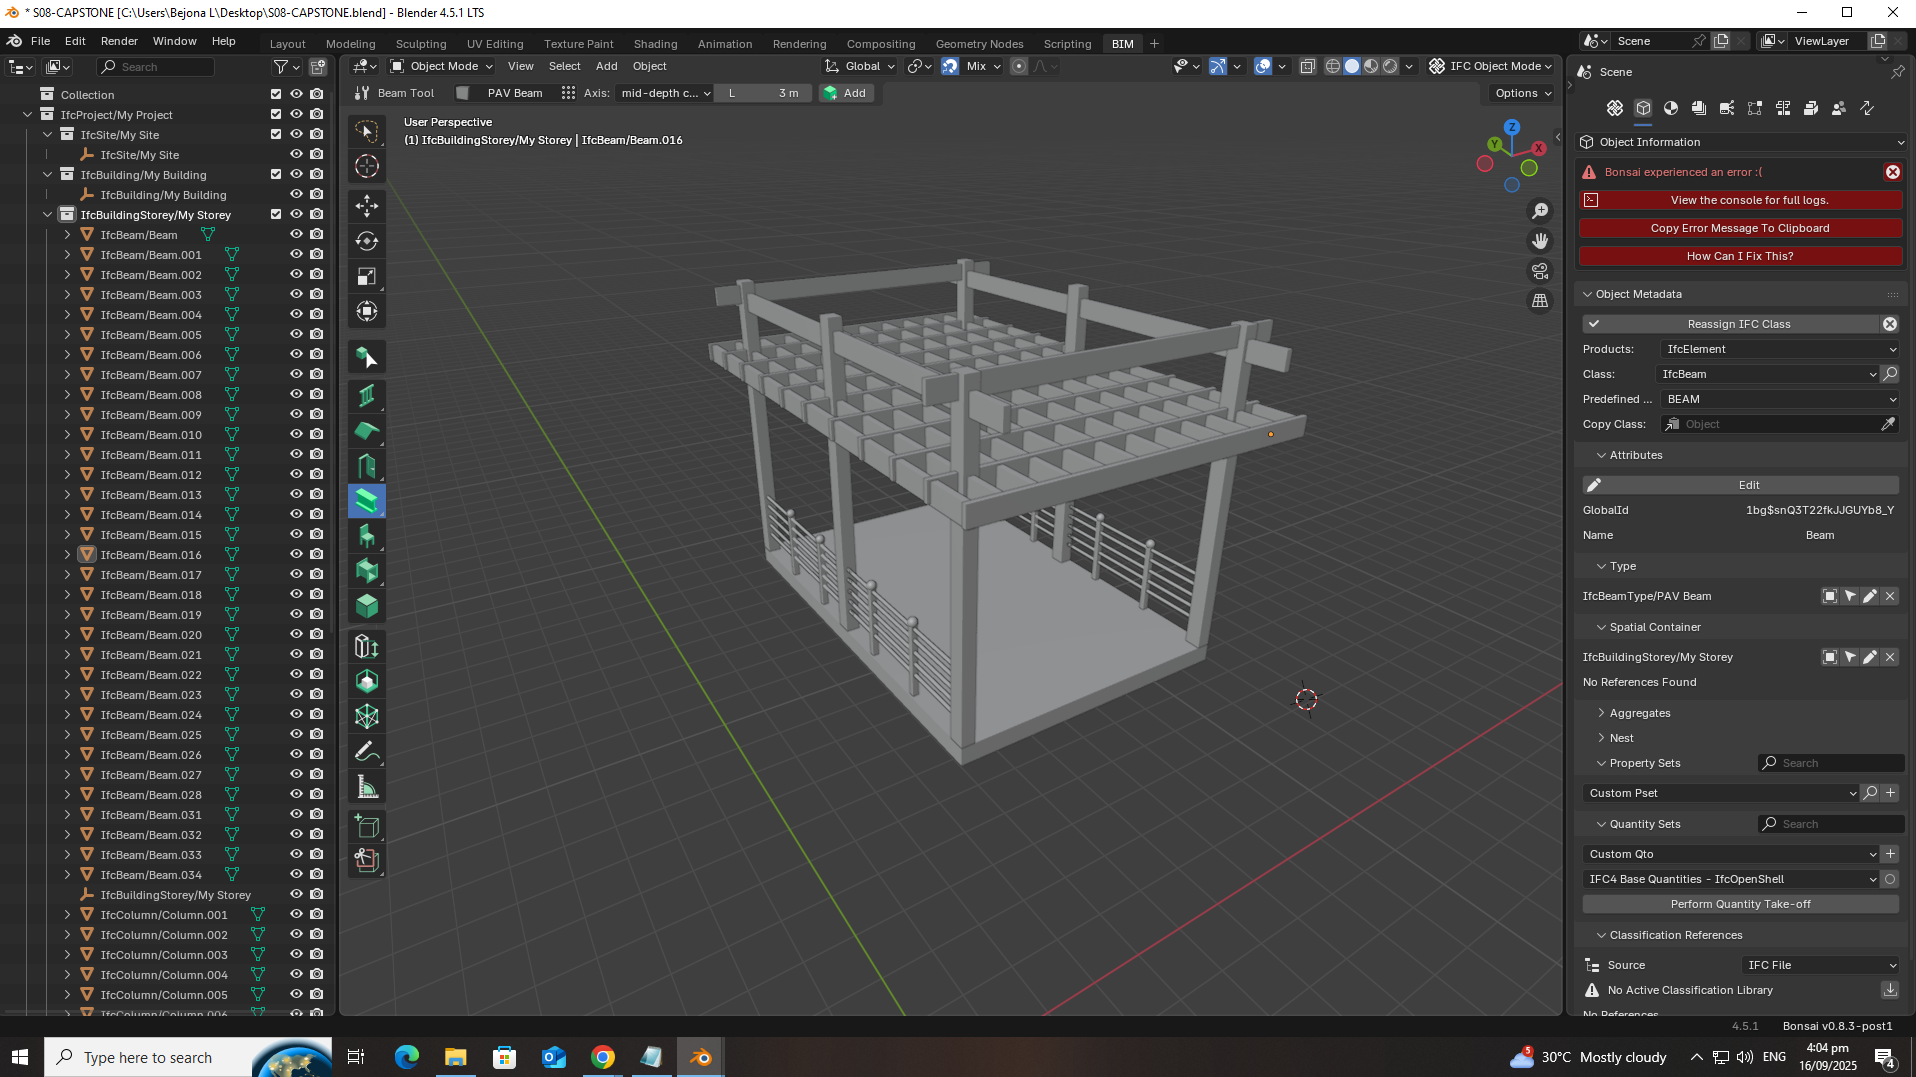 * S08-CAPSTONE [C:\Users\Bejona L\Desktop\S08-CAPSTONE.blend] - Blender 4.5.1 LTS
File Edit Render Window Help
Layout Modeling Sculpting UV Editing Texture Paint Shading Animation Rendering Compositing Geometry Nodes Scripting BIM +
Scene ViewLayer
Search
Object Mode View Select Add Object Global Mix IFC Object Mode
Beam Tool PAV Beam Axis: mid-depth c... L 3 m Add Options
User Perspective
(1) IfcBuildingStorey/My Storey | IfcBeam/Beam.016
Z
Y
X
Collection
IfcProject/My Project
IfcSite/My Site
IfcSite/My Site
IfcBuilding/My Building
IfcBuilding/My Building
IfcBuildingStorey/My Storey
IfcBeam/Beam
IfcBeam/Beam.001
IfcBeam/Beam.002
IfcBeam/Beam.003
IfcBeam/Beam.004
IfcBeam/Beam.005
IfcBeam/Beam.006
IfcBeam/Beam.007
IfcBeam/Beam.008
IfcBeam/Beam.009
IfcBeam/Beam.010
IfcBeam/Beam.011
IfcBeam/Beam.012
IfcBeam/Beam.013
IfcBeam/Beam.014
IfcBeam/Beam.015
IfcBeam/Beam.016
IfcBeam/Beam.017
IfcBeam/Beam.018
IfcBeam/Beam.019
IfcBeam/Beam.020
IfcBeam/Beam.021
IfcBeam/Beam.022
IfcBeam/Beam.023
IfcBeam/Beam.024
IfcBeam/Beam.025
IfcBeam/Beam.026
IfcBeam/Beam.027
IfcBeam/Beam.028
IfcBeam/Beam.031
IfcBeam/Beam.032
IfcBeam/Beam.033
IfcBeam/Beam.034
IfcBuildingStorey/My Storey
IfcColumn/Column.001
IfcColumn/Column.002
IfcColumn/Column.003
IfcColumn/Column.004
IfcColumn/Column.005
IfcColumn/Column.006
Scene
Object Information
Bonsai experienced an error :(
View the console for full logs.
Copy Error Message To Clipboard
How Can I Fix This?
Object Metadata
Reassign IFC Class
Products: IfcElement
Class: IfcBeam
Predefined ... BEAM
Copy Class: Object
Attributes
Edit
GlobalId 1bg$snQ3T22fkJJGUYb8_Y
Name Beam
Type
IfcBeamType/PAV Beam
Spatial Container
IfcBuildingStorey/My Storey
No References Found
Aggregates
Nest
Property Sets Search
Custom Pset
Quantity Sets Search
Custom Qto
IFC4 Base Quantities - IfcOpenShell
Perform Quantity Take-off
Classification References
Source IFC File
No Active Classification Library
No References
4.5.1 Bonsai v0.8.3-post1
Type here to search
5
30°C Mostly cloudy
ENG
4:04 pm
16/09/2025
4